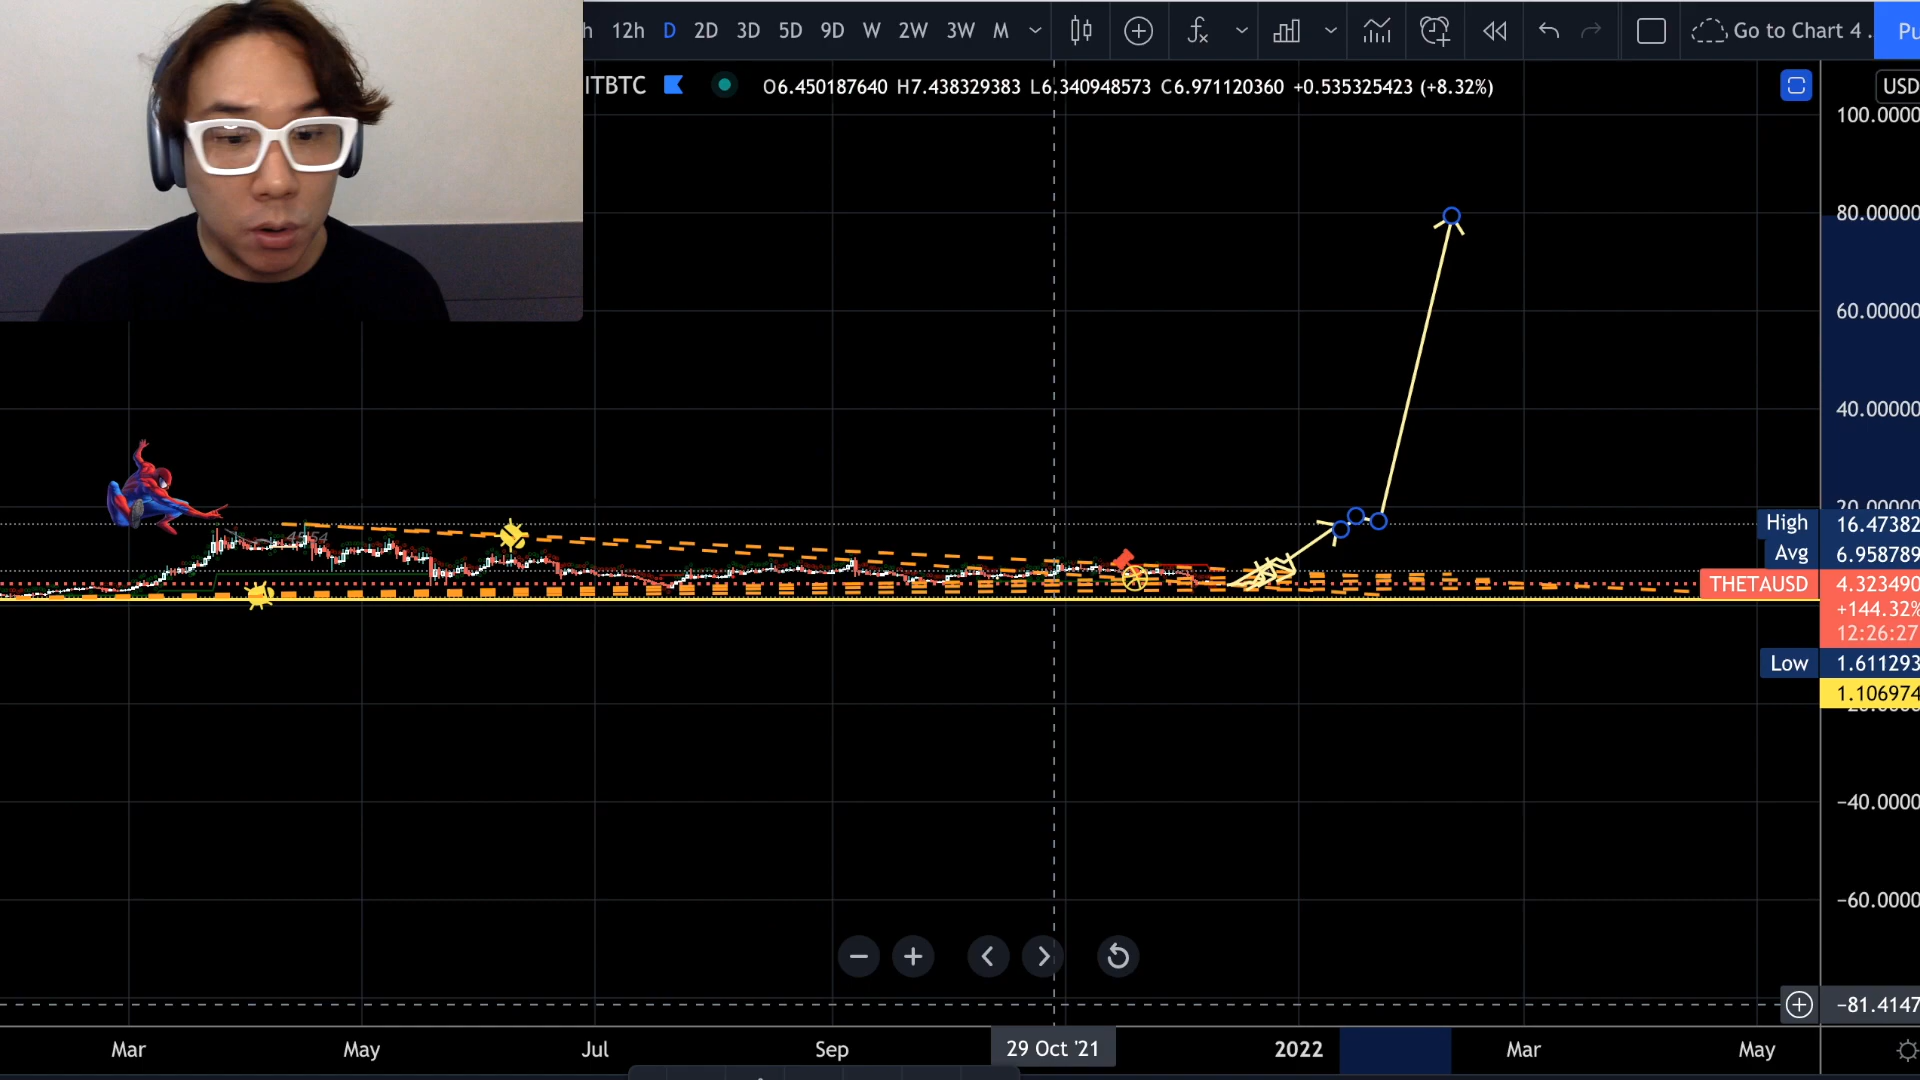 h 12h D 2D 3D 5D 9D W 2W 3W M Go to Chart 4 . Pu
ITBTC O6.450187640 H7.438329383 L6.340948573 C6.971120360 +0.535325423 (+8.32%)
USD
100.0000
80.00000
60.00000
40.00000
20.00000
High 16.47382
Avg 6.958789
THETAUSD 4.323490
+144.32%
12:26:27
Low 1.611293
1.106974
−40.0000
−60.0000
−81.4147
Mar May Jul Sep 29 Oct '21 2022 Mar May